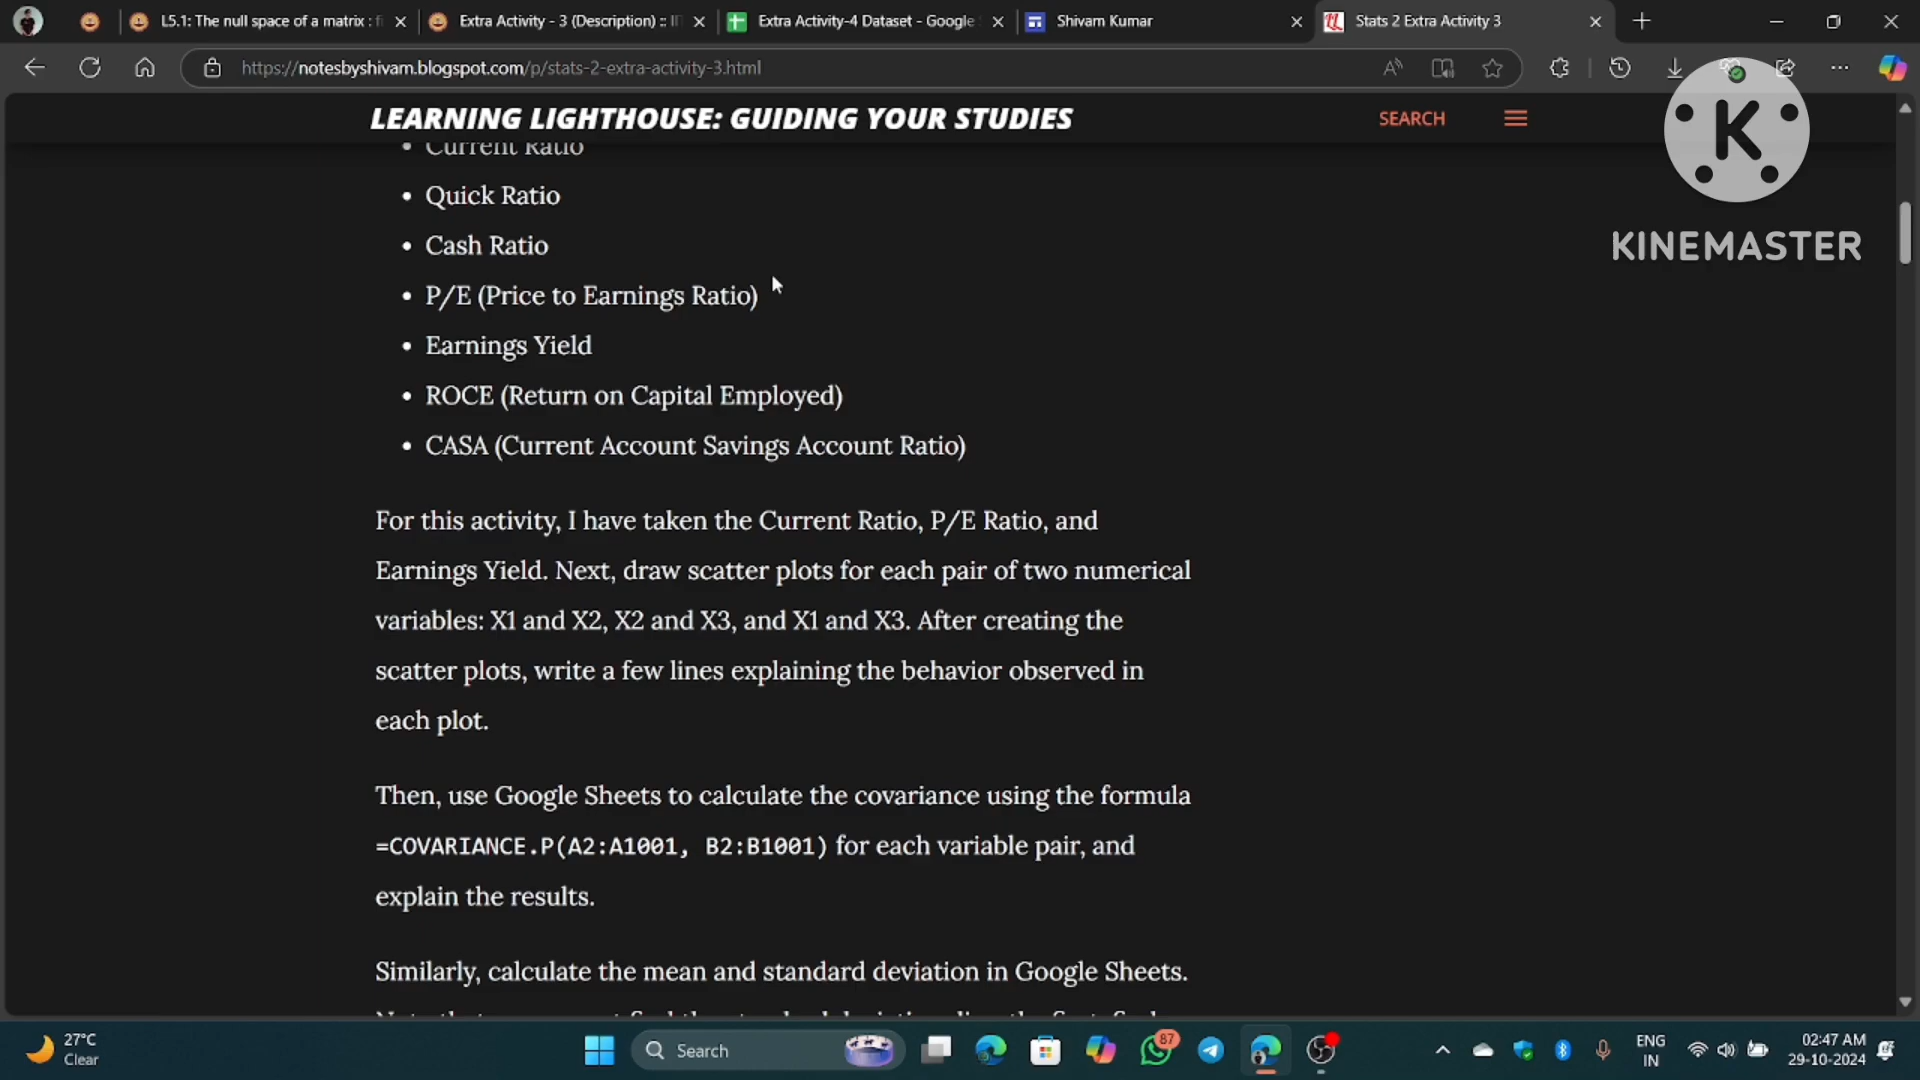 L5.1: The null space of a matrix :
Extra Activity - 3 (Description) ::
Extra Activity-4 Dataset - Google
Shivam Kumar
Stats 2 Extra Activity 3
https://notesbyshivam.blogspot.com/p/stats-2-extra-activity-3.html
LEARNING LIGHTHOUSE: GUIDING YOUR STUDIES
SEARCH
K
KINEMASTER
• Current Ratio
• Quick Ratio
• Cash Ratio
• P/E (Price to Earnings Ratio)
• Earnings Yield
• ROCE (Return on Capital Employed)
• CASA (Current Account Savings Account Ratio)
For this activity, I have taken the Current Ratio, P/E Ratio, and
Earnings Yield. Next, draw scatter plots for each pair of two numerical
variables: X1 and X2, X2 and X3, and X1 and X3. After creating the
scatter plots, write a few lines explaining the behavior observed in
each plot.
Then, use Google Sheets to calculate the covariance using the formula
=COVARIANCE.P(A2:A1001, B2:B1001) for each variable pair, and
explain the results.
Similarly, calculate the mean and standard deviation in Google Sheets.
27°C
Clear
Search
87
ENG
IN
02:47 AM
29-10-2024